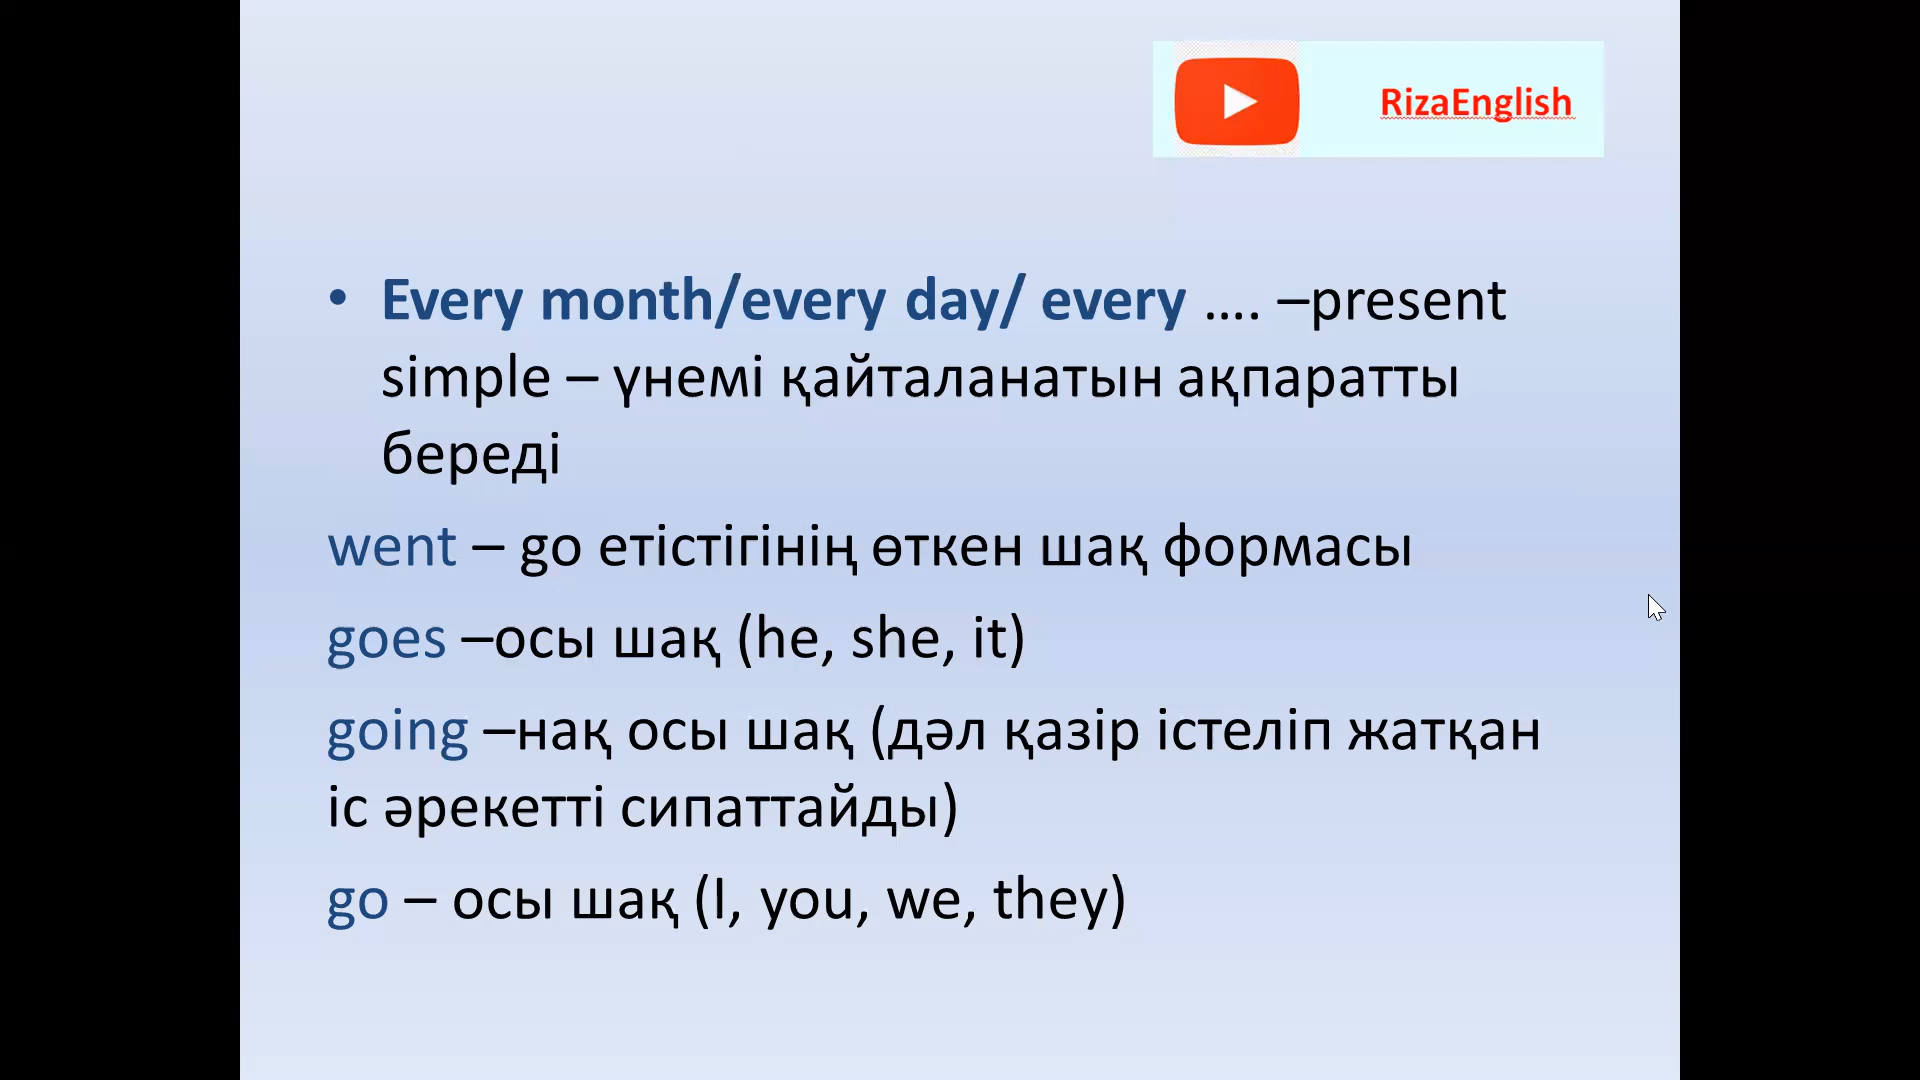 RizaEnglish
• Every month/every day/ every .... –present
simple – үнемі қайталанатын ақпаратты
береді
went – go етістігінің өткен шақ формасы
goes –осы шақ (he, she, it)
going –нақ осы шақ (дәл қазір істеліп жатқан
іс әрекетті сипаттайды)
go – осы шақ (I, you, we, they)